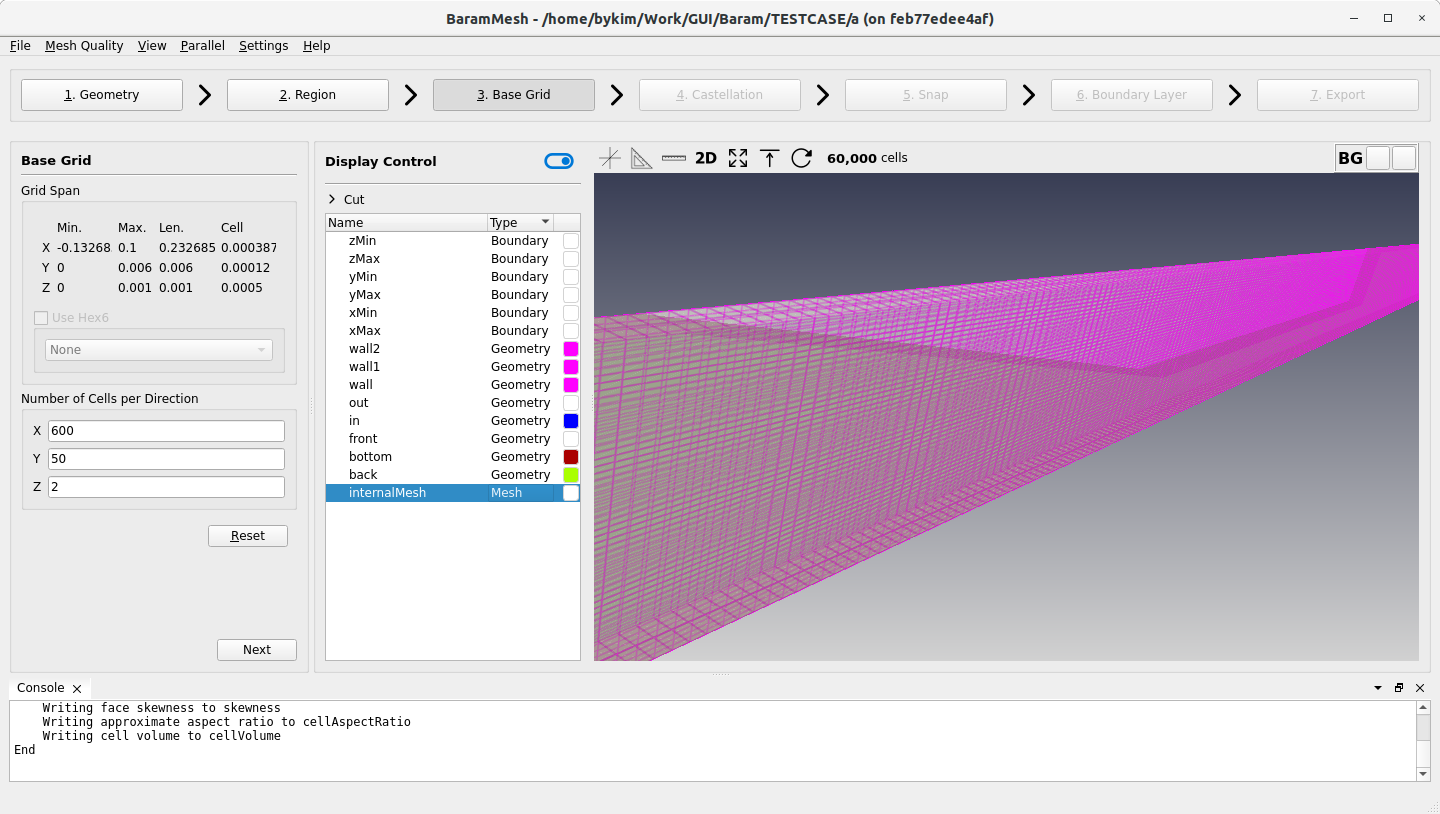 BaramMesh - /home/bykim/Work/GUI/Baram/TESTCASE/a (on feb77edee4af)
File Mesh Quality View Parallel Settings Help
1. Geometry 2. Region 3. Base Grid 4. Castellation 5. Snap 6. Boundary Layer 7. Export
Base Grid
Grid Span
Min. Max. Len. Cell
X -0.13268 0.1 0.232685 0.000387
Y 0 0.006 0.006 0.00012
Z 0 0.001 0.001 0.0005
Use Hex6
None
Number of Cells per Direction
X 600
Y 50
Z 2
Reset
Next
Display Control
Cut
Name Type
zMin Boundary
zMax Boundary
yMin Boundary
yMax Boundary
xMin Boundary
xMax Boundary
wall2 Geometry
wall1 Geometry
wall Geometry
out Geometry
in Geometry
front Geometry
bottom Geometry
back Geometry
internalMesh Mesh
2D 60,000 cells BG
Console
Writing face skewness to skewness
Writing approximate aspect ratio to cellAspectRatio
Writing cell volume to cellVolume
End